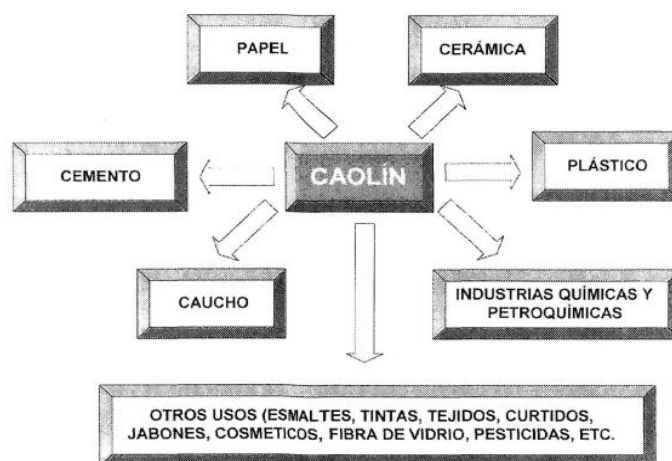 PAPEL
CERÁMICA
CEMENTO
CAOLÍN
PLÁSTICO
CAUCHO
INDUSTRIAS QUÍMICAS Y
PETROQUÍMICAS
OTROS USOS (ESMALTES, TINTAS, TEJIDOS, CURTIDOS,
JABONES, COSMETICOS, FIBRA DE VIDRIO, PESTICIDAS, ETC.